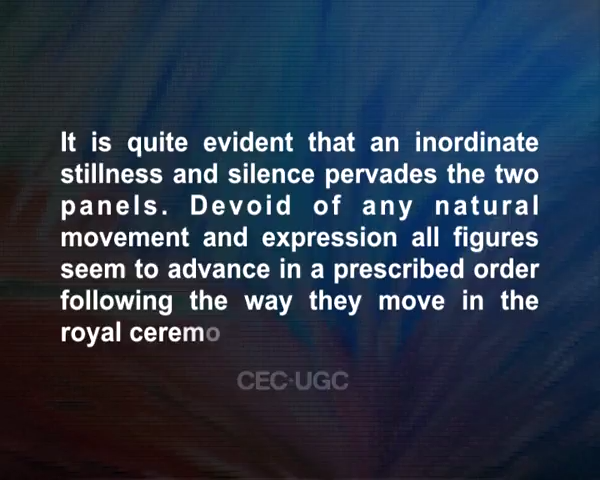 It is quite evident that an inordinate
stillness and silence pervades the two
panels. Devoid of any natural
movement and expression all figures
seem to advance in a prescribed order
following the way they move in the
royal ceremo
CEC-UGC